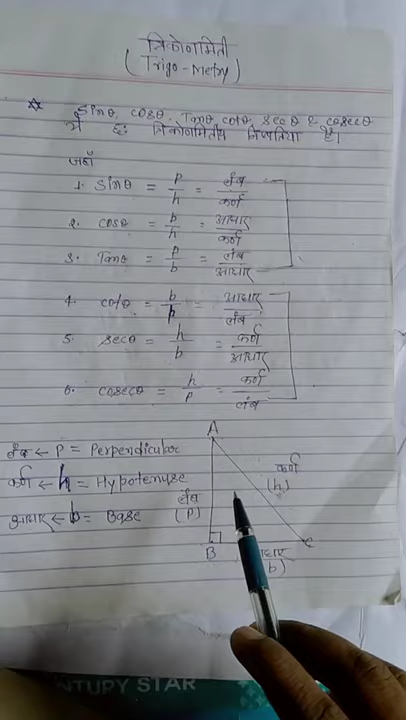 त्रिकोणमिती
(Trigo-Metry)
sinθ, cosθ, Tanθ cotθ, secθ & cosecθ
ये छः त्रिकोणमितीय निष्पतिया है।
जहाँ
1. sinθ = p/h = लंब/कर्ण
2. cosθ = b/h = आधार/कर्ण
3. Tanθ = p/b = लंब/आधार
4. cotθ = b/p = आधार/लंब
5. secθ = h/b = कर्ण/आधार
6. cosecθ = h/p = कर्ण/लंब
लंब ← P = Perpendicular
कर्ण ← h = Hypotenuse
आधार ← b = Base
A
कर्ण
(h)
लंब
(P)
B
C
b)
NTUPY STAR